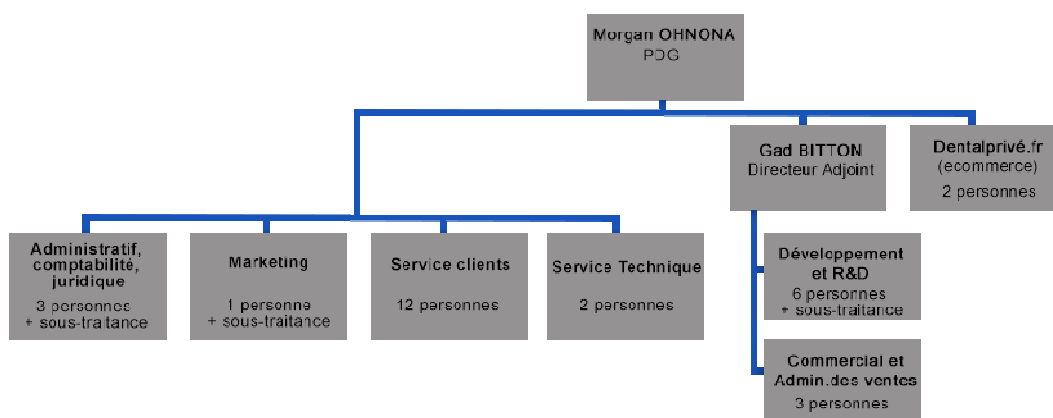 Morgan OHNONA
PDG
Gad BITTON
Directeur Adjoint
Dentalprivé.fr
(ecommerce)
2 personnes
Administratif,
comptabilité,
juridique
3 personnes
+ sous-traitance
Marketing
1 personne
+ sous-traitance
Service clients
12 personnes
Service Technique
2 personnes
Développement
et R&D
6 personnes
+ sous-traitance
Commercial et
Admin.des ventes
3 personnes